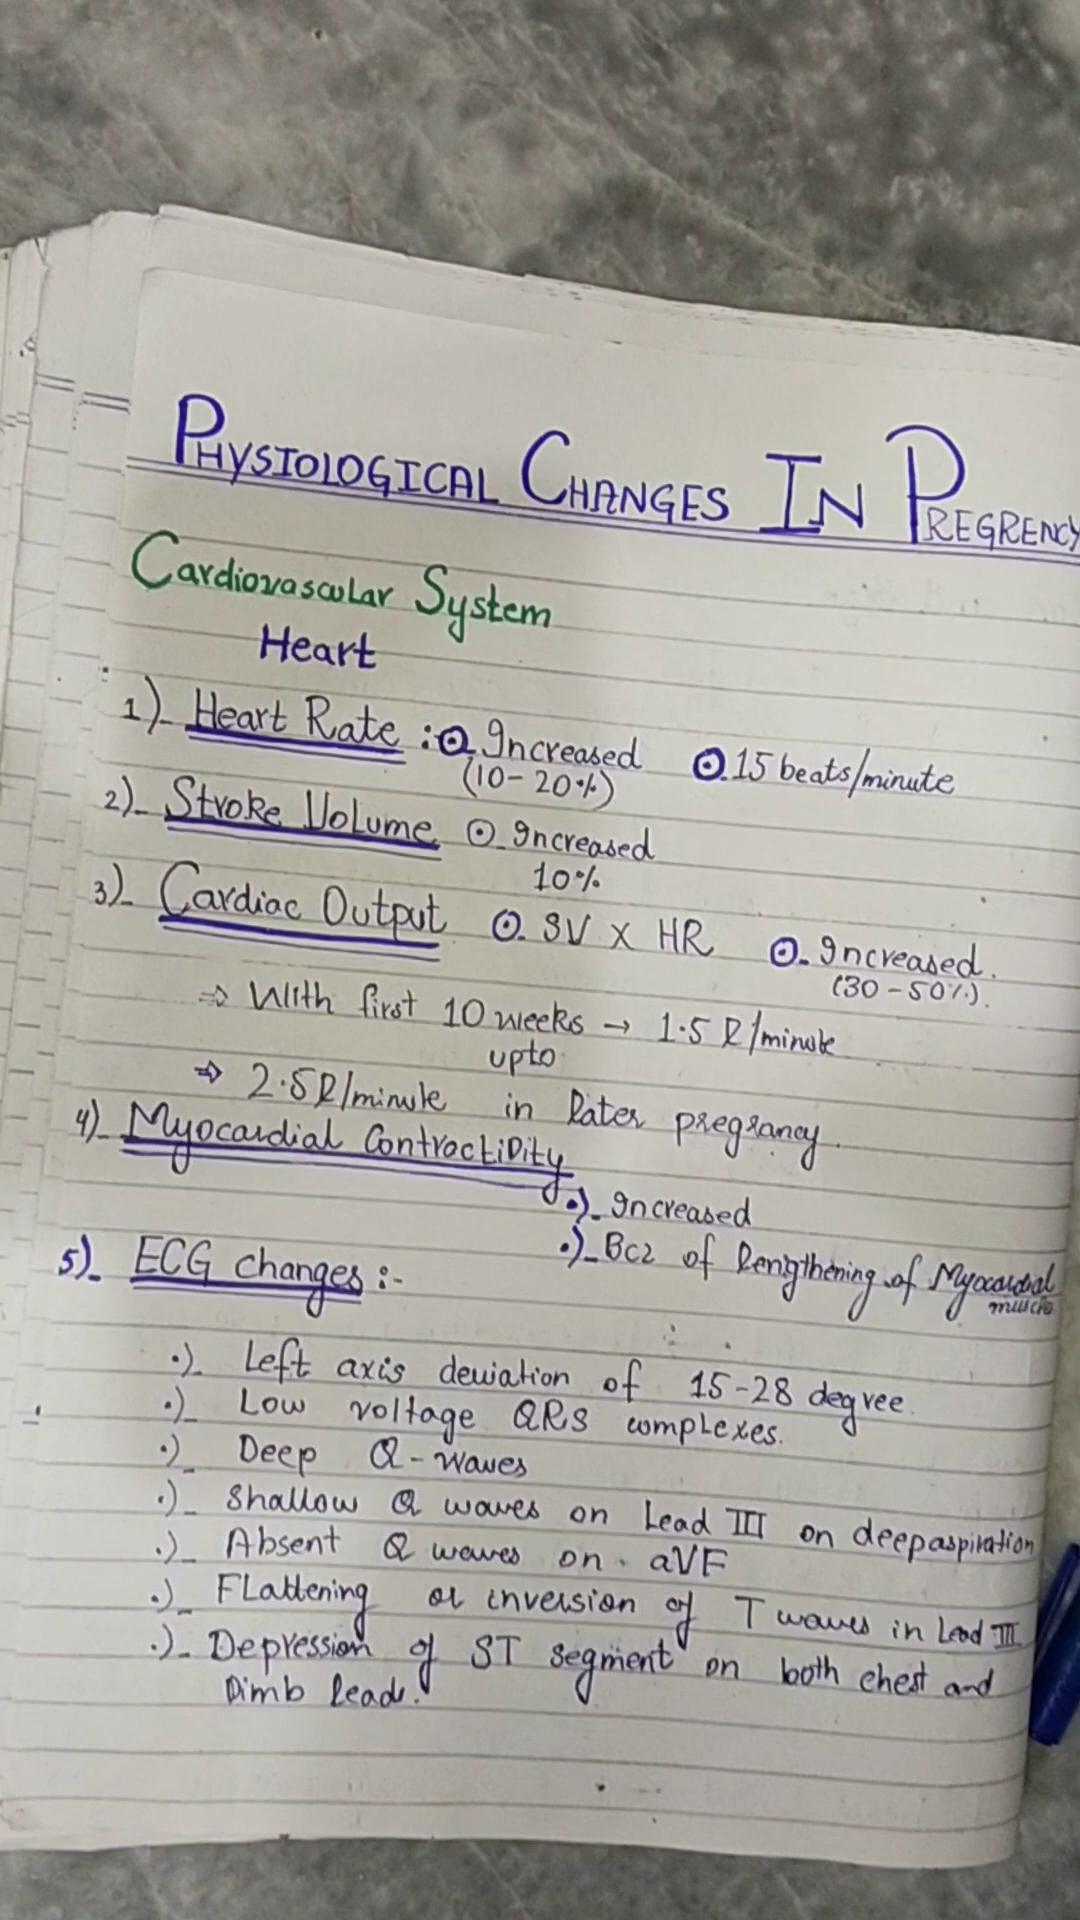 PHYSIOLOGICAL CHANGES IN PREGRENCY
Cardiovascular System
Heart
1)- Heart Rate : Increased 15 beats/minute
(10-20%)
2)- Stroke Volume Increased
10%
3)- Cardiac Output SV X HR Increased.
(30-50%).
⇒ With first 10 weeks → 1.5 l/minute
upto
⇒ 2.5l/minute in later pregnancy.
4)- Myocardial Contractility
•)- Increased
•)- Bcz of lengthening of Myocardial
muscle
5)- ECG changes :-
•)- Left axis deviation of 15-28 degree.
•)- Low voltage QRS complexes.
•)- Deep Q-waves
•)- Shallow Q waves on Lead III on deepaspiration
•)- Absent Q waves on aVF
•)- Flattening or inversion of T waves in Lead III
•)- Depression of ST segment on both chest and
limb lead.